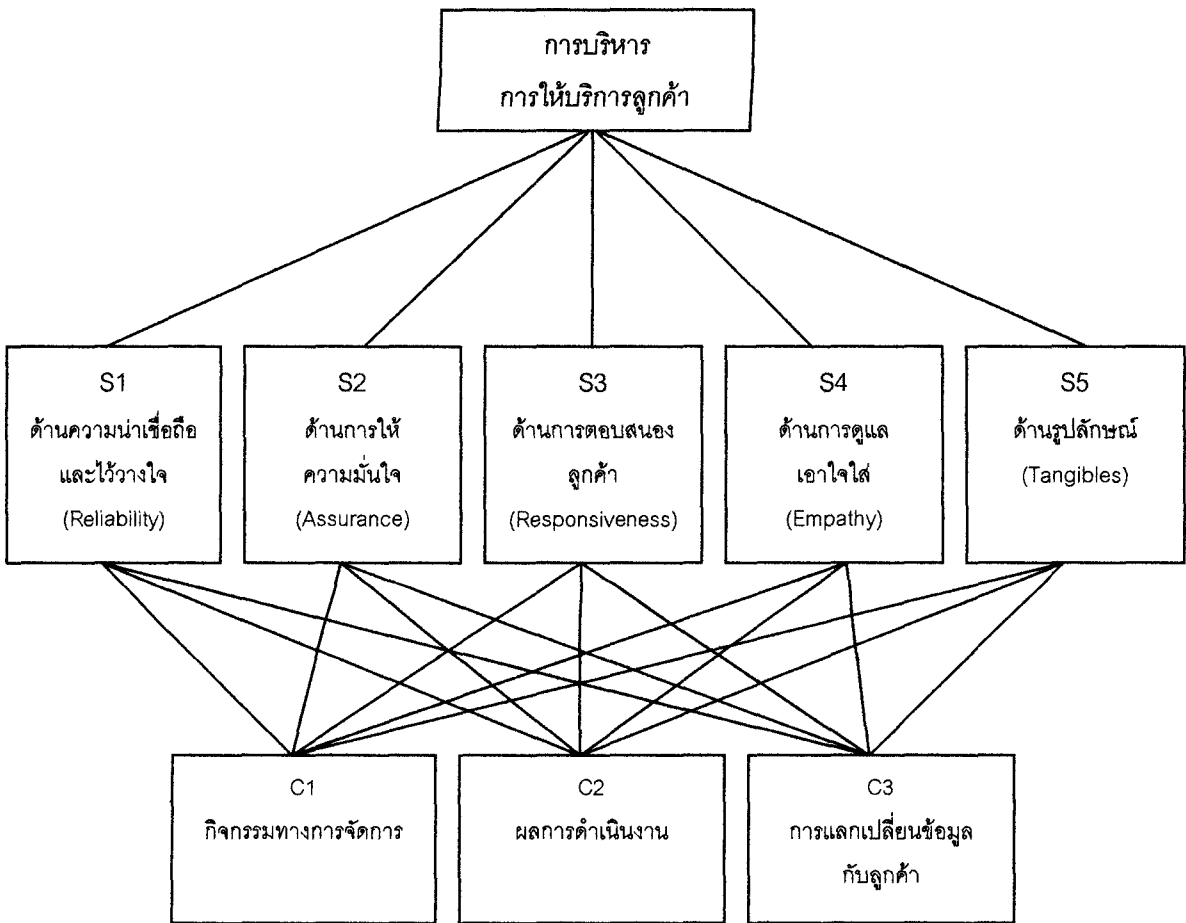 การบริหาร
การให้บริการลูกค้า
S1
ด้านความน่าเชื่อถือ
และไว้วางใจ
(Reliability)
S2
ด้านการให้
ความมั่นใจ
(Assurance)
S3
ด้านการตอบสนอง
ลูกค้า
(Responsiveness)
S4
ด้านการดูแล
เอาใจใส่
(Empathy)
S5
ด้านรูปลักษณ์
(Tangibles)
C1
กิจกรรมทางการจัดการ
C2
ผลการดำเนินงาน
C3
การแลกเปลี่ยนข้อมูล
กับลูกค้า